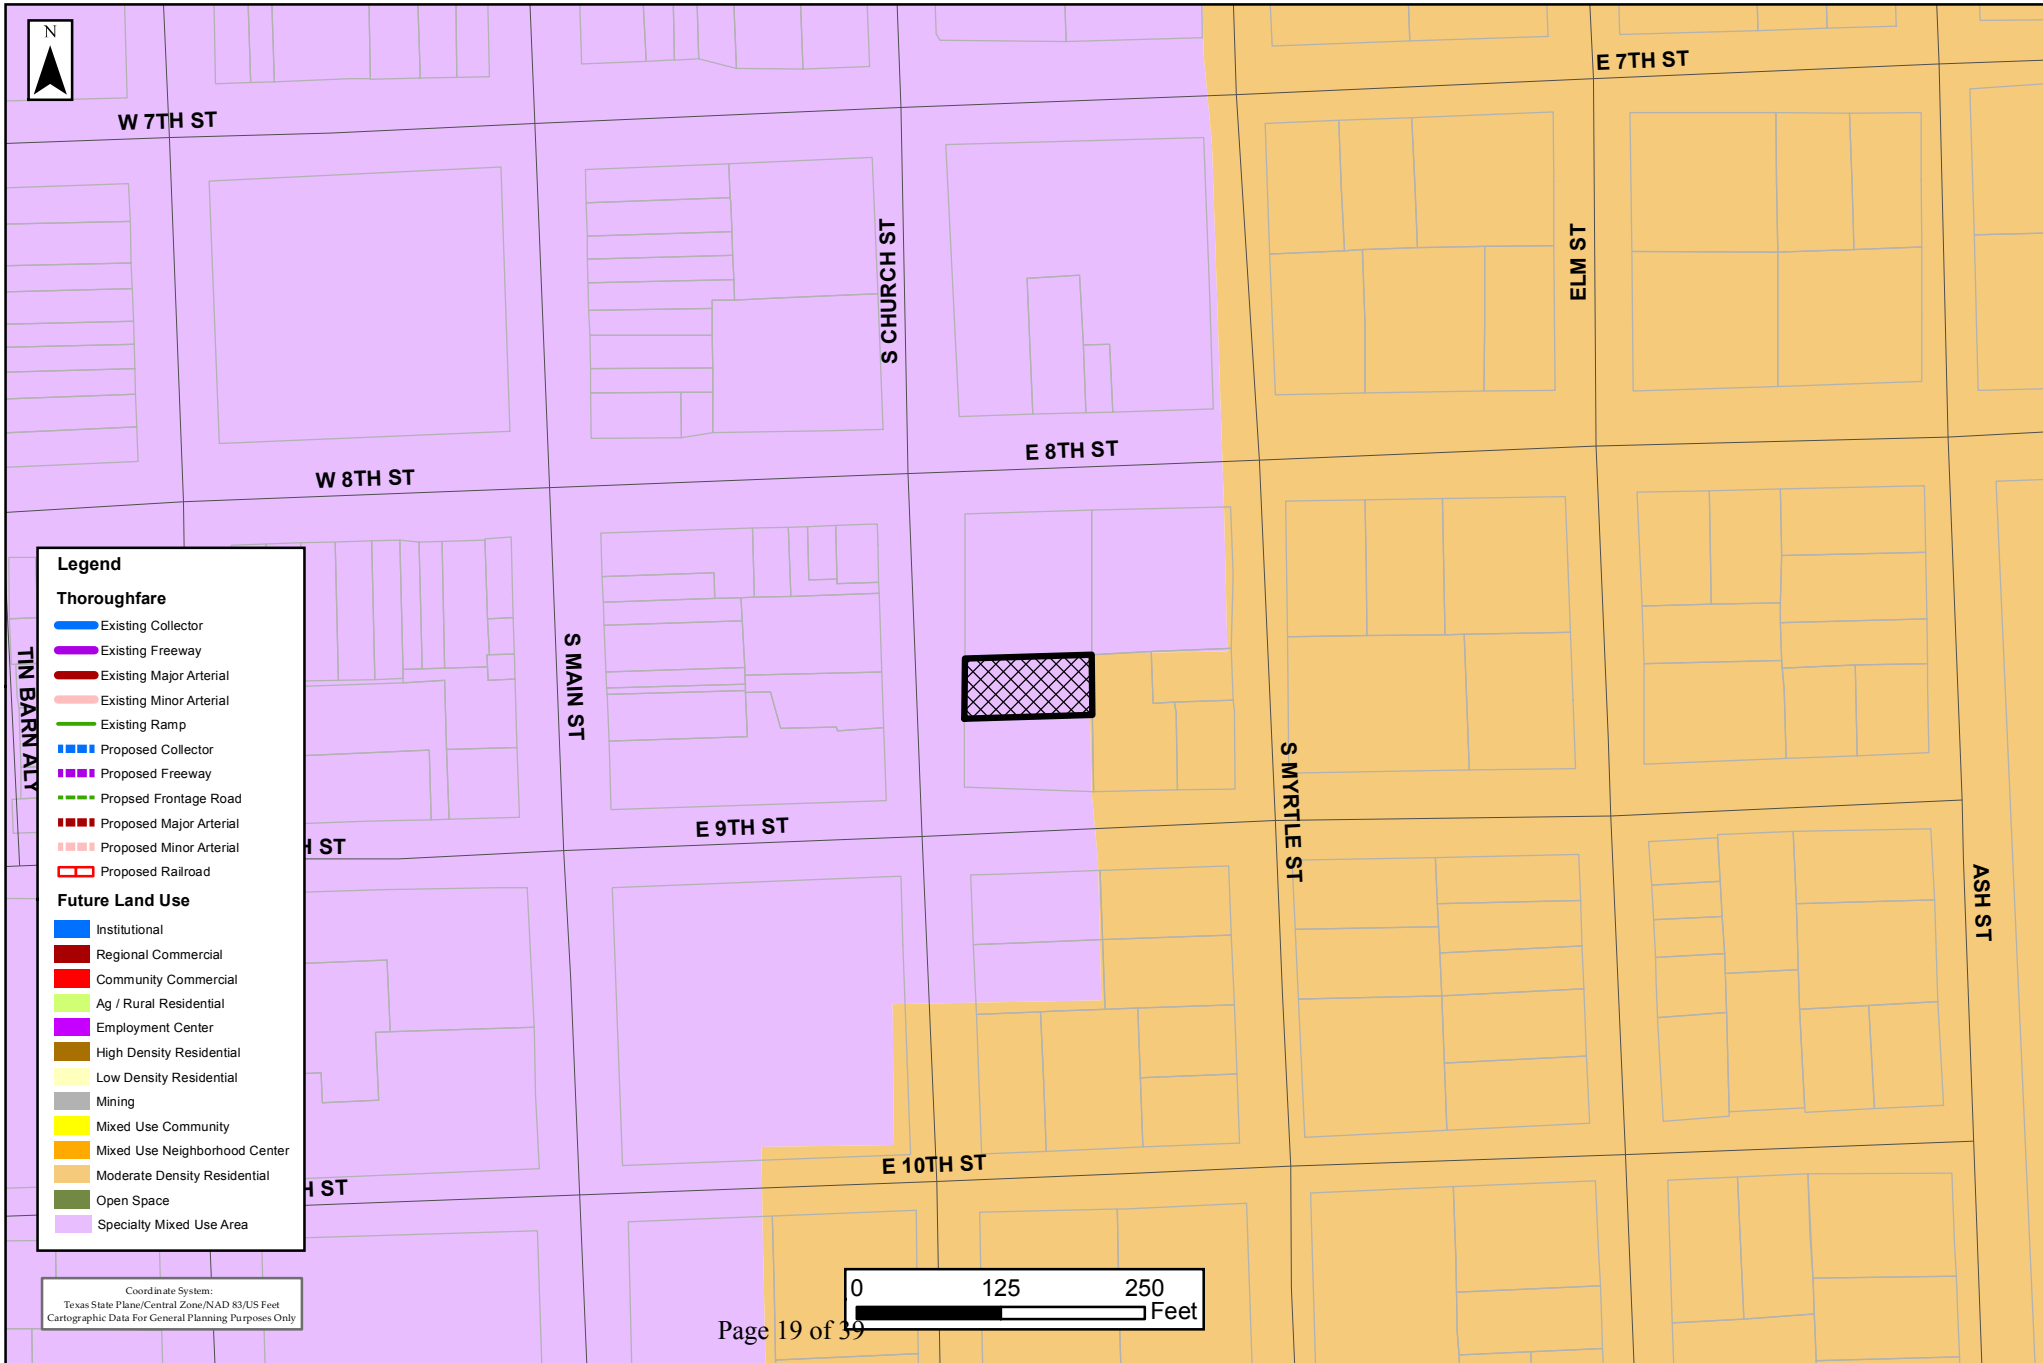 N
E 7TH ST
W 7TH ST
S CHURCH ST
ELM ST
E 8TH ST
W 8TH ST
S MAIN ST
TIN BARN ALY
S MYRTLE ST
E 9TH ST
H ST
ASH ST
E 10TH ST
H ST
Legend
Thoroughfare
Existing Collector
Existing Freeway
Existing Major Arterial
Existing Minor Arterial
Existing Ramp
Proposed Collector
Proposed Freeway
Propsed Frontage Road
Proposed Major Arterial
Proposed Minor Arterial
Proposed Railroad
Future Land Use
Institutional
Regional Commercial
Community Commercial
Ag / Rural Residential
Employment Center
High Density Residential
Low Density Residential
Mining
Mixed Use Community
Mixed Use Neighborhood Center
Moderate Density Residential
Open Space
Specialty Mixed Use Area
Coordinate System:
Texas State Plane/Central Zone/NAD 83/US Feet
Cartographic Data For General Planning Purposes Only
0 125 250
Feet
Page 19 of 39